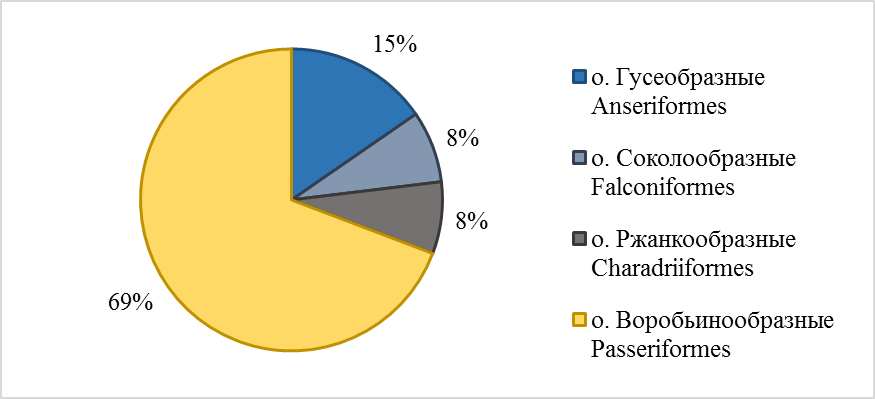 15%
8%
8%
69%
о. Гусеобразные
Anseriformes
о. Соколообразные
Falconiformes
о. Ржанкообразные
Charadriiformes
о. Воробьинообразные
Passeriformes